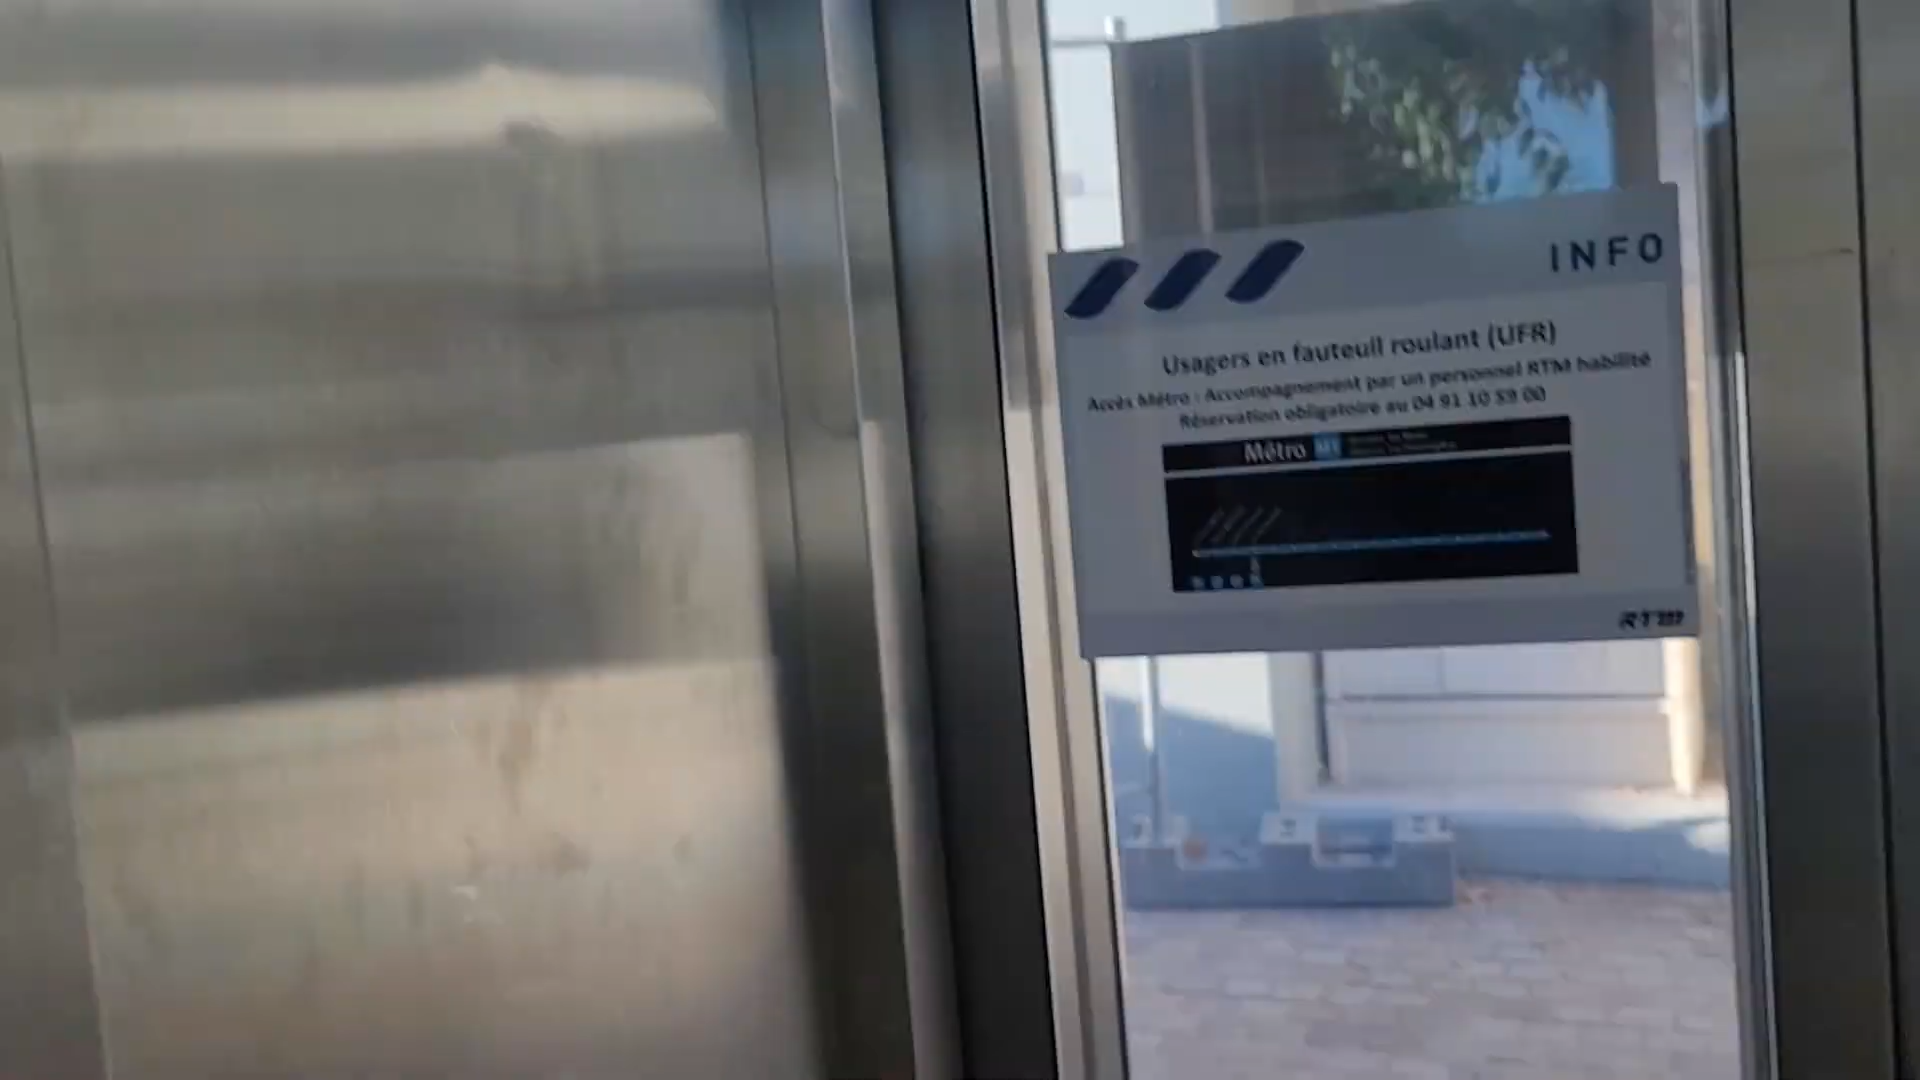 INFO
Usagers en fauteuil roulant (UFR)
Accès Métro : Accompagnement par un personnel RTM habilité
Réservation obligatoire au 04 91 10 59 00
Métro M1
RTM